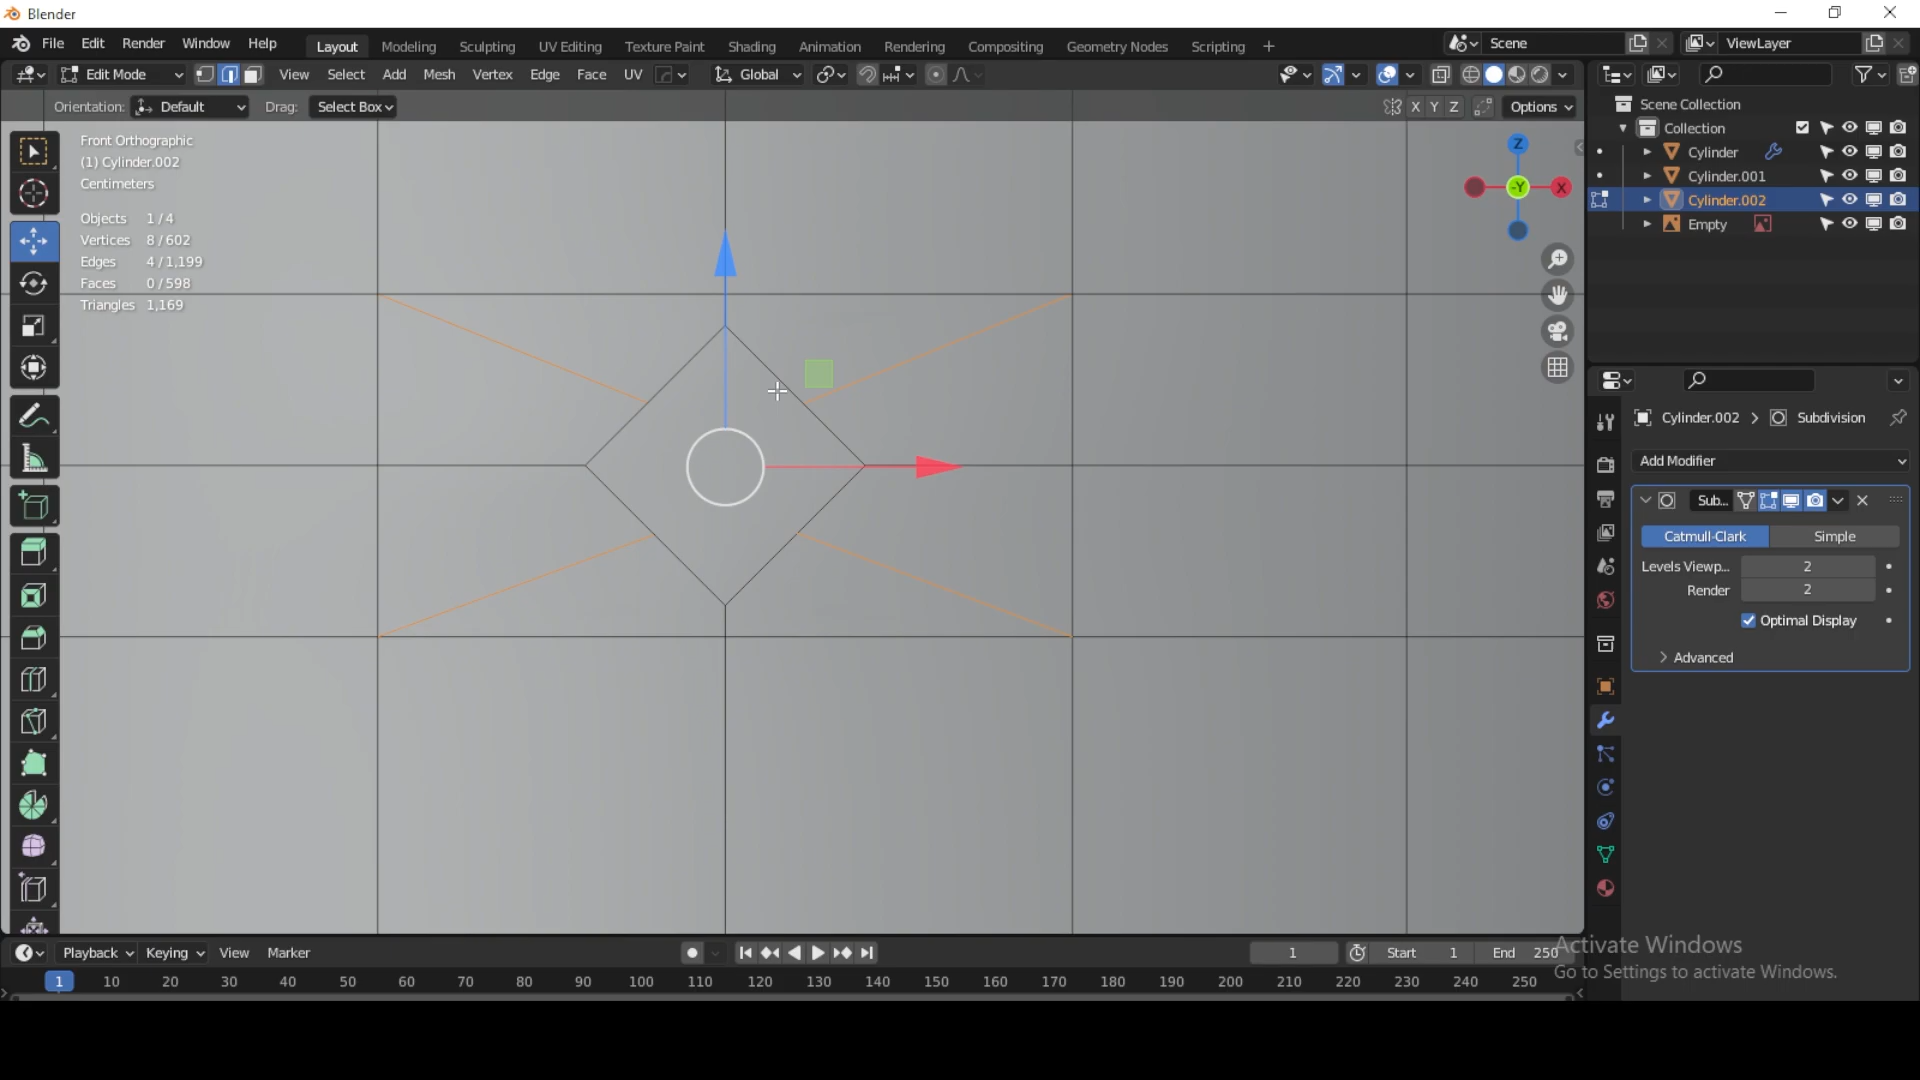 Blender
File Edit Render Window Help Layout Modeling Sculpting UV Editing Texture Paint Shading Animation Rendering Compositing Geometry Nodes Scripting + Scene ViewLayer
Edit Mode View Select Add Mesh Vertex Edge Face UV Global
Orientation: Default Drag: Select Box X Y Z Options
Front Orthographic
(1) Cylinder.002
Centimeters
Objects 1/4
Vertices 8/602
Edges 4/1,199
Faces 0/598
Triangles 1,169
Z
-Y X
Scene Collection
Collection
Cylinder
Cylinder.001
Cylinder.002
Empty
Cylinder.002 > Subdivision
Add Modifier
Sub...
Catmull-Clark Simple
Levels Viewp... 2
Render 2
Optimal Display
Advanced
Activate Windows
Go to Settings to activate Windows.
Playback Keying View Marker 1 Start 1 End 250
1 10 20 30 40 50 60 70 80 90 100 110 120 130 140 150 160 170 180 190 200 210 220 230 240 250